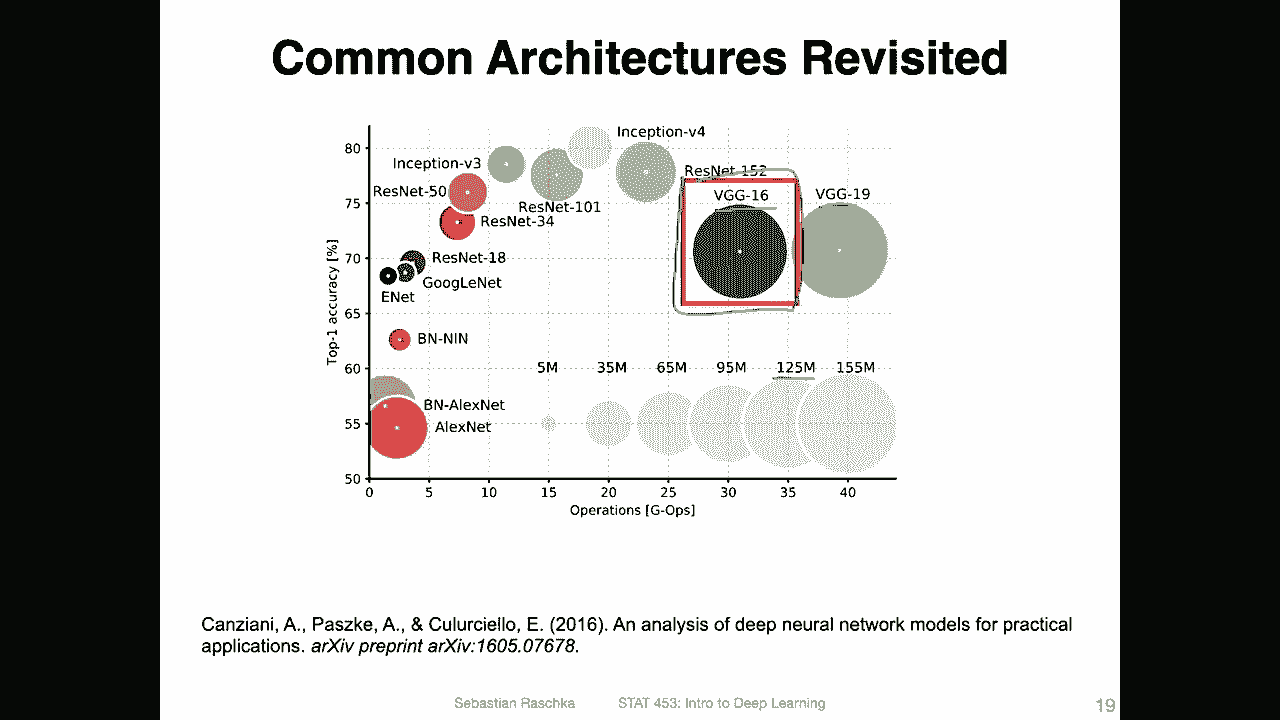 Common Architectures Revisited
80
75
70
65
60
55
50
Top-1 accuracy [%]
Inception-v4
Inception-v3
ResNet-152
ResNet-50
VGG-16
VGG-19
ResNet-101
ResNet-34
ResNet-18
GoogLeNet
ENet
BN-NIN
5M 35M 65M 95M 125M 155M
BN-AlexNet
AlexNet
0 5 10 15 20 25 30 35 40
Operations [G-Ops]
Canziani, A., Paszke, A., & Culurciello, E. (2016). An analysis of deep neural network models for practical
applications. arXiv preprint arXiv:1605.07678.
Sebastian Raschka STAT 453: Intro to Deep Learning 19